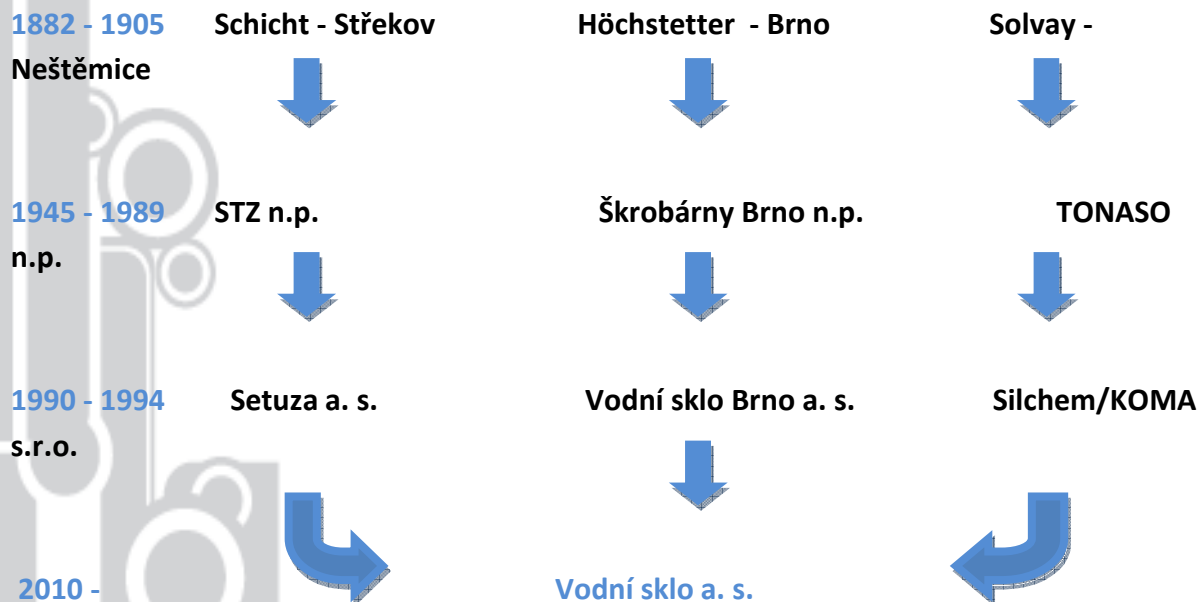 1882 - 1905 Schicht - Střekov Höchstetter - Brno Solvay -
Neštěmice
1945 - 1989 STZ n.p. Škrobárny Brno n.p. TONASO
n.p.
1990 - 1994 Setuza a. s. Vodní sklo Brno a. s. Silchem/KOMA
s.r.o.
2010 - Vodní sklo a. s.